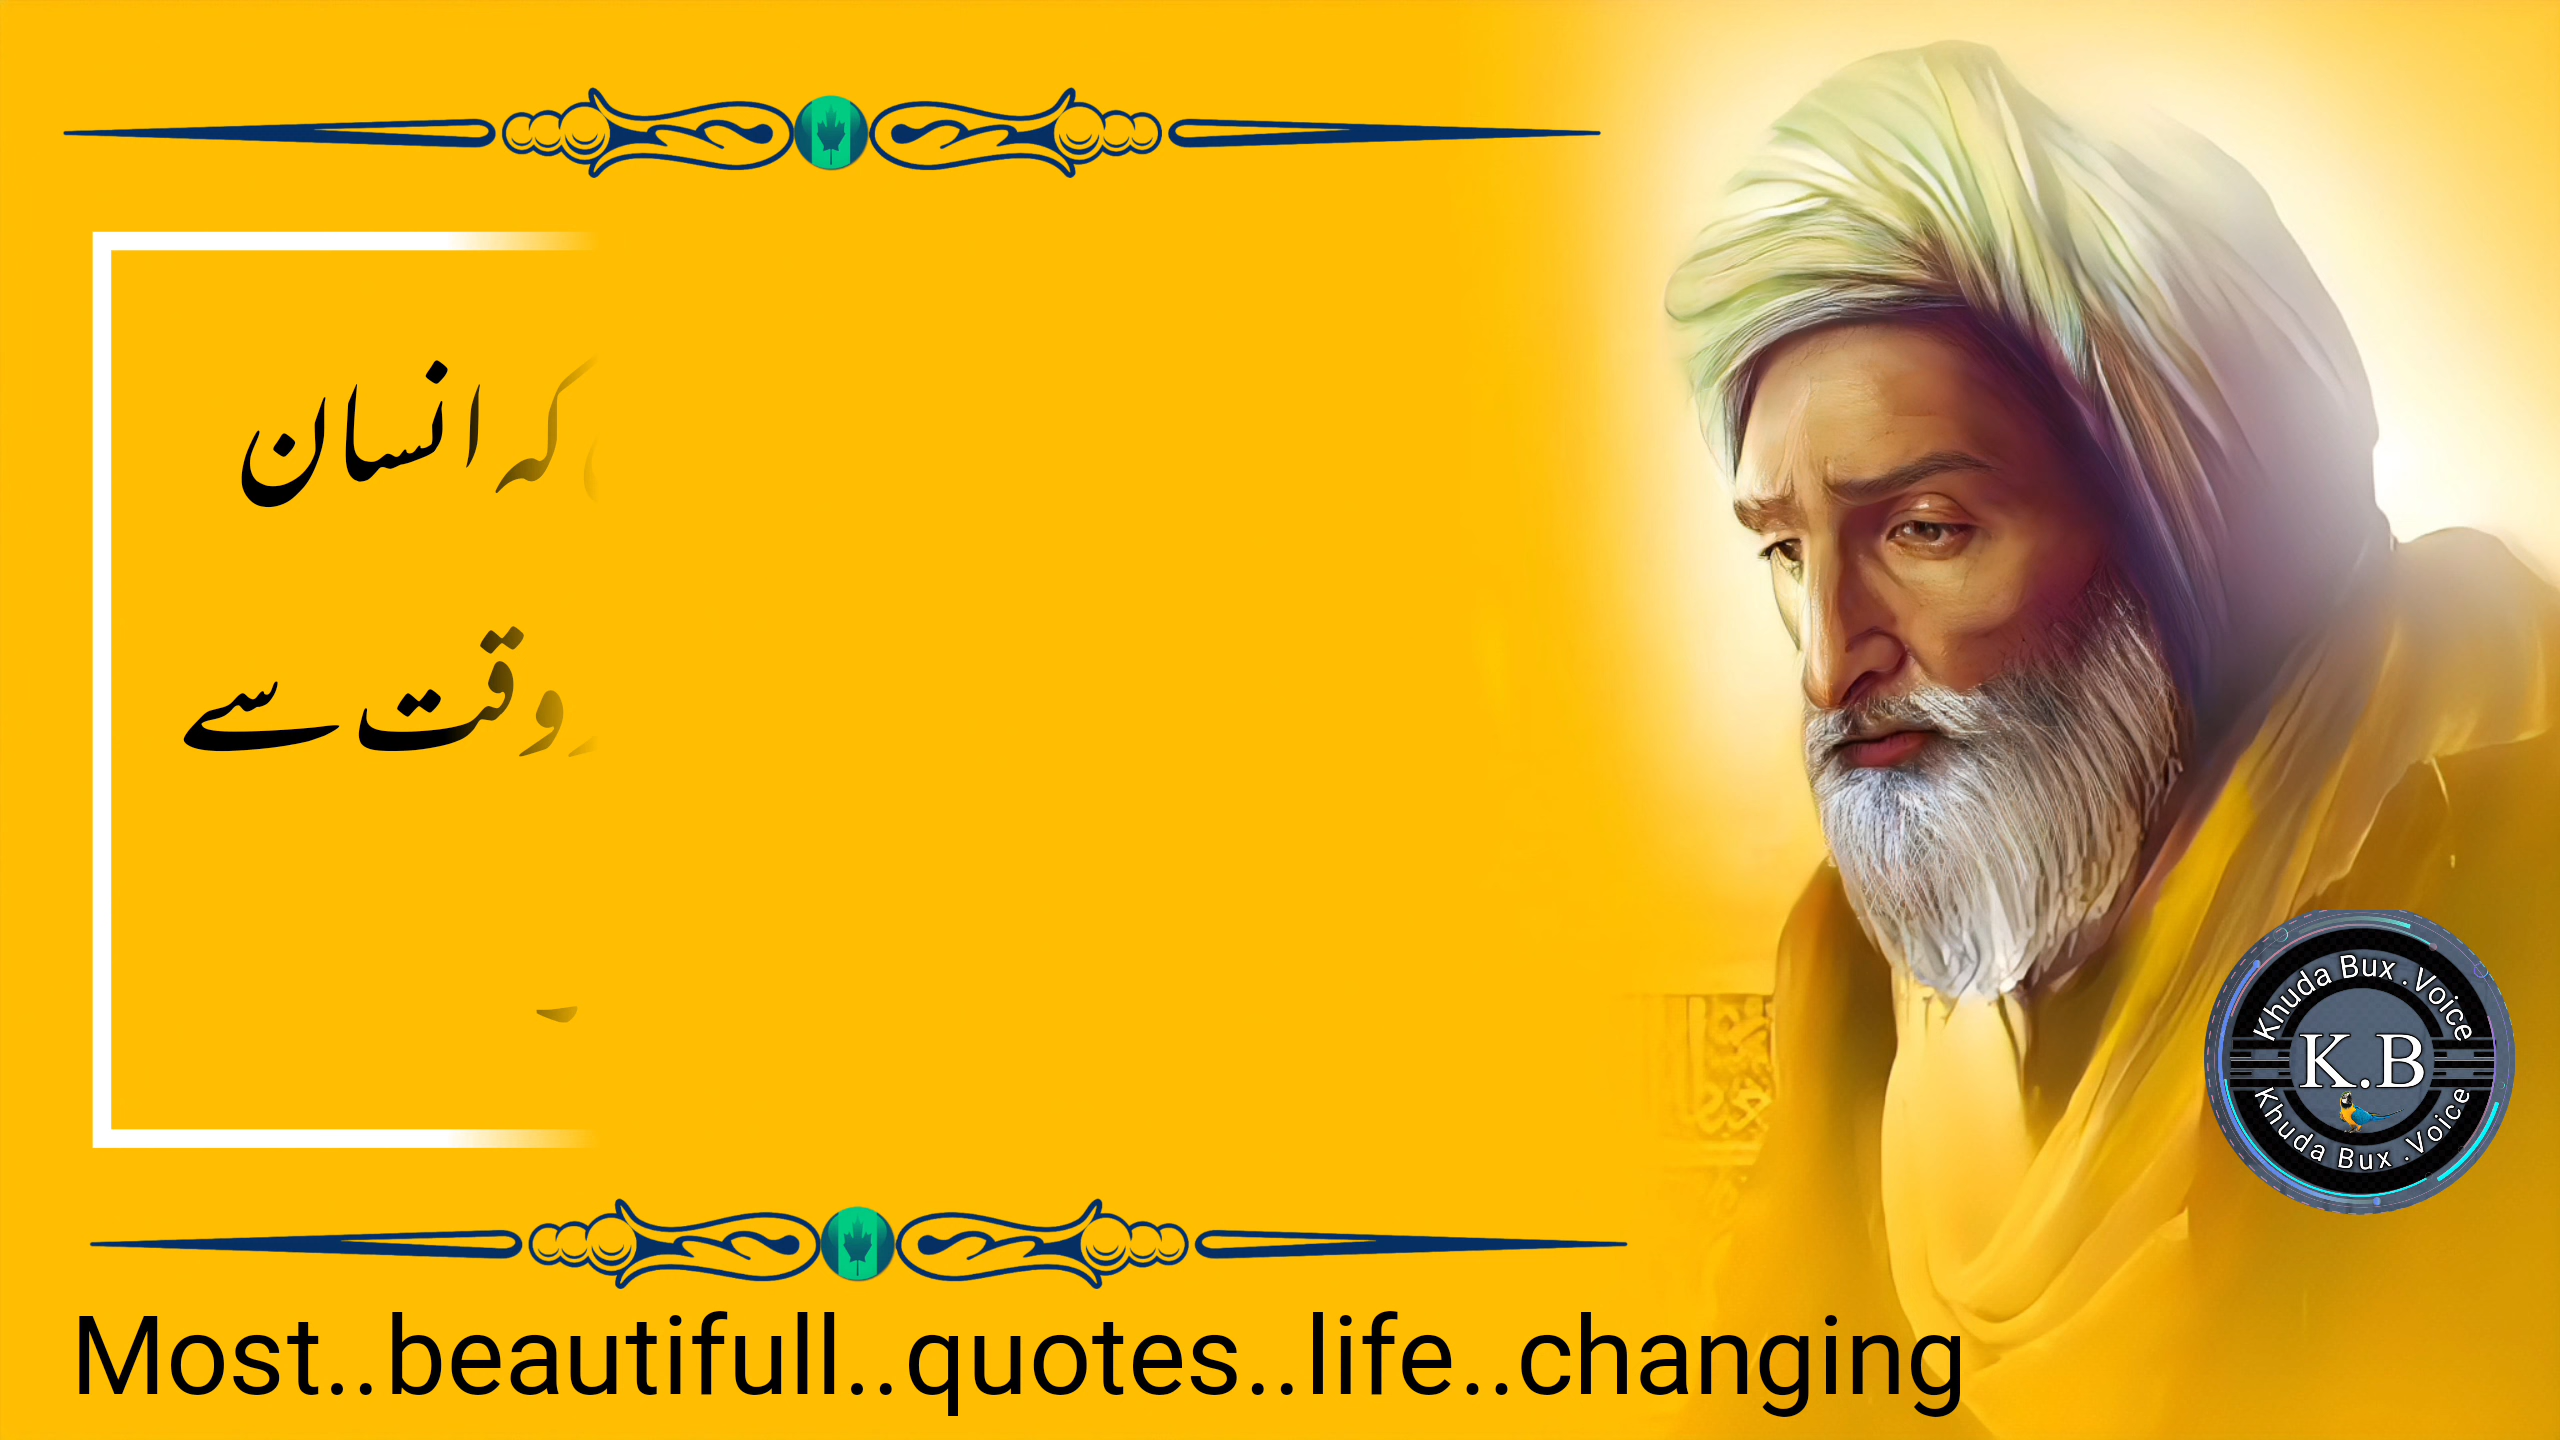 کہ انسان
وقت سے
Khuda Bux .Voice
K.B
Khuda Bux .Voice
Most..beautifull..quotes..life..changing